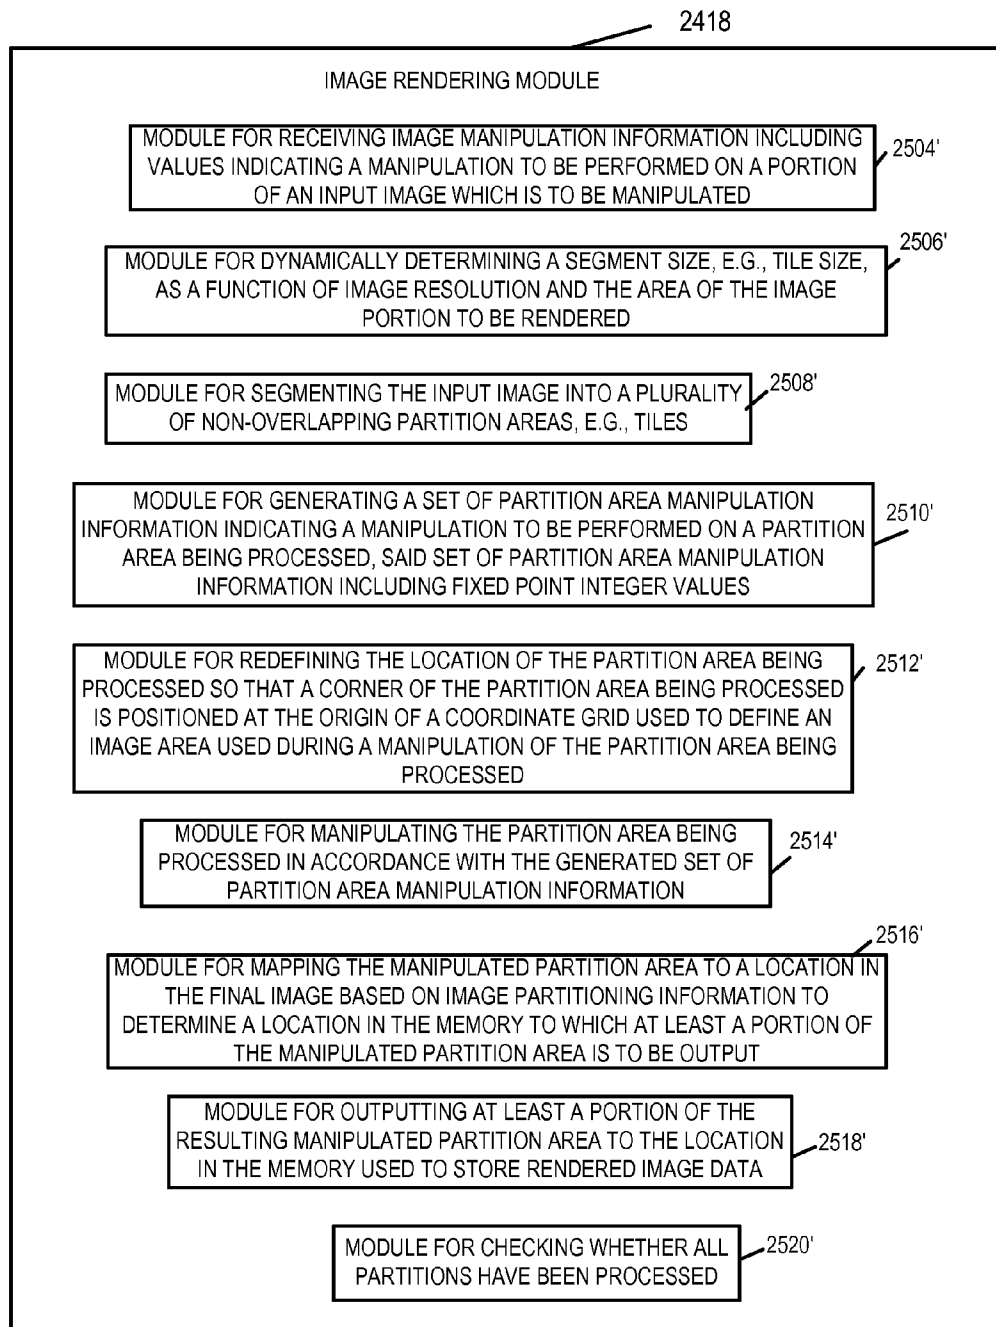 2418
IMAGE RENDERING MODULE
MODULE FOR RECEIVING IMAGE MANIPULATION INFORMATION INCLUDING
VALUES INDICATING A MANIPULATION TO BE PERFORMED ON A PORTION
OF AN INPUT IMAGE WHICH IS TO BE MANIPULATED
2504'
MODULE FOR DYNAMICALLY DETERMINING A SEGMENT SIZE, E.G., TILE SIZE,
AS A FUNCTION OF IMAGE RESOLUTION AND THE AREA OF THE IMAGE
PORTION TO BE RENDERED
2506'
MODULE FOR SEGMENTING THE INPUT IMAGE INTO A PLURALITY
OF NON-OVERLAPPING PARTITION AREAS, E.G., TILES
2508'
MODULE FOR GENERATING A SET OF PARTITION AREA MANIPULATION
INFORMATION INDICATING A MANIPULATION TO BE PERFORMED ON A PARTITION
AREA BEING PROCESSED, SAID SET OF PARTITION AREA MANIPULATION
INFORMATION INCLUDING FIXED POINT INTEGER VALUES
2510'
MODULE FOR REDEFINING THE LOCATION OF THE PARTITION AREA BEING
PROCESSED SO THAT A CORNER OF THE PARTITION AREA BEING PROCESSED
IS POSITIONED AT THE ORIGIN OF A COORDINATE GRID USED TO DEFINE AN
IMAGE AREA USED DURING A MANIPULATION OF THE PARTITION AREA BEING
PROCESSED
2512'
MODULE FOR MANIPULATING THE PARTITION AREA BEING
PROCESSED IN ACCORDANCE WITH THE GENERATED SET OF
PARTITION AREA MANIPULATION INFORMATION
2514'
MODULE FOR MAPPING THE MANIPULATED PARTITION AREA TO A LOCATION IN
THE FINAL IMAGE BASED ON IMAGE PARTITIONING INFORMATION TO
DETERMINE A LOCATION IN THE MEMORY TO WHICH AT LEAST A PORTION OF
THE MANIPULATED PARTITION AREA IS TO BE OUTPUT
2516'
MODULE FOR OUTPUTTING AT LEAST A PORTION OF THE
RESULTING MANIPULATED PARTITION AREA TO THE LOCATION
IN THE MEMORY USED TO STORE RENDERED IMAGE DATA
2518'
MODULE FOR CHECKING WHETHER ALL
PARTITIONS HAVE BEEN PROCESSED
2520'